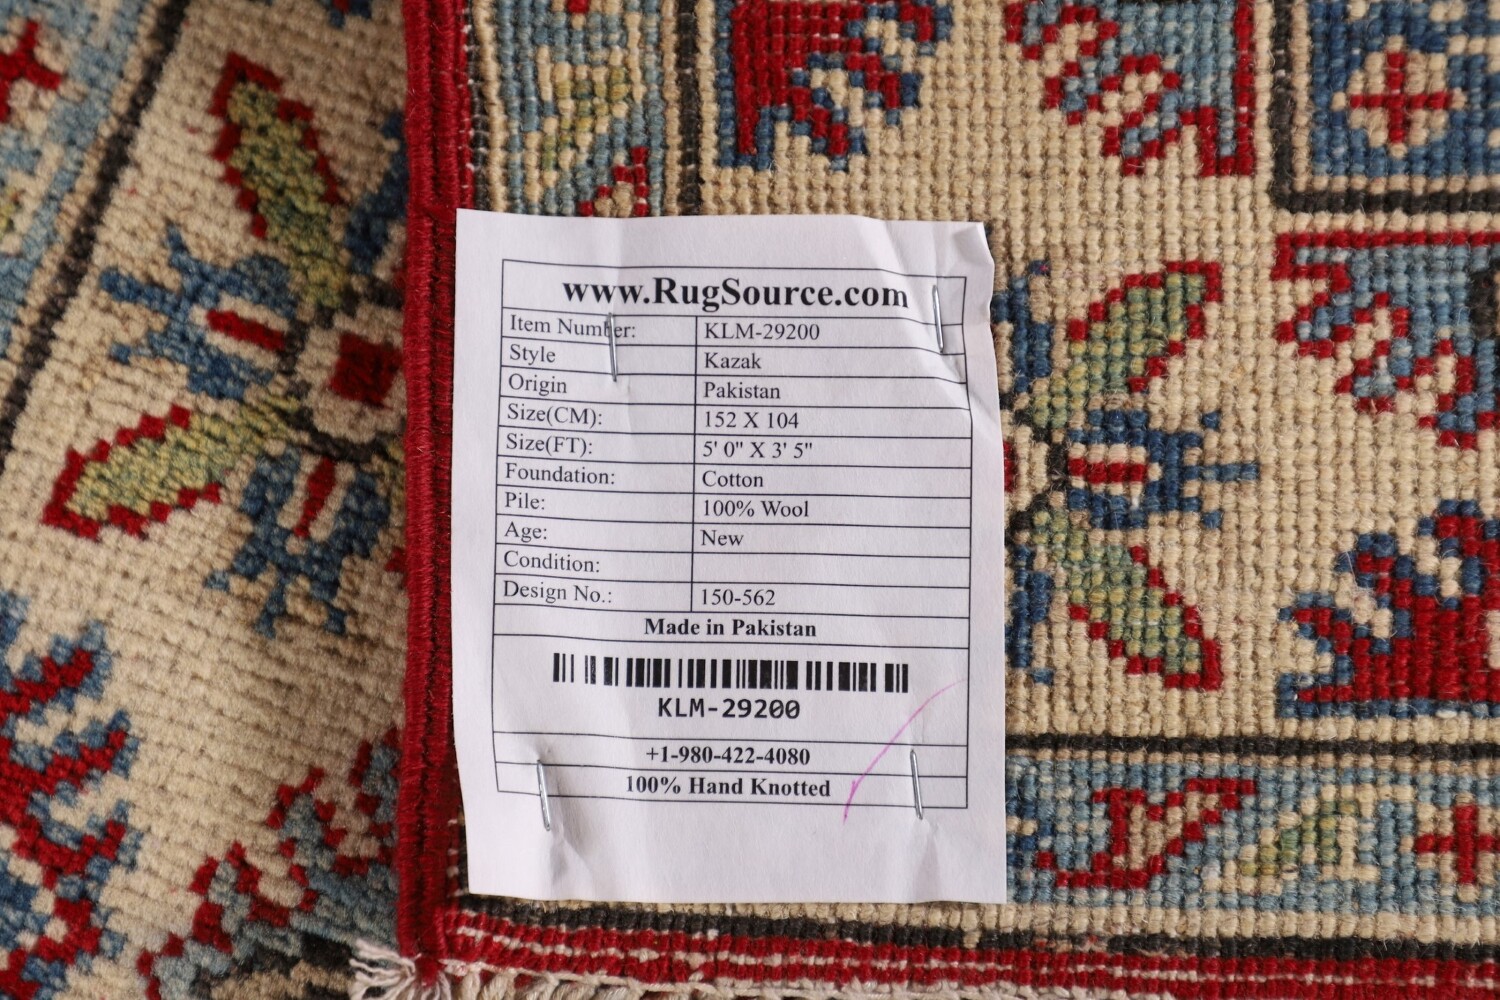 www.RugSource.com
Item Number: KLM-29200
Style Kazak
Origin Pakistan
Size(CM): 152 X 104
Size(FT): 5' 0" X 3' 5"
Foundation: Cotton
Pile: 100% Wool
Age: New
Condition:
Design No.: 150-562
Made in Pakistan
KLM-29200
+1-980-422-4080
100% Hand Knotted